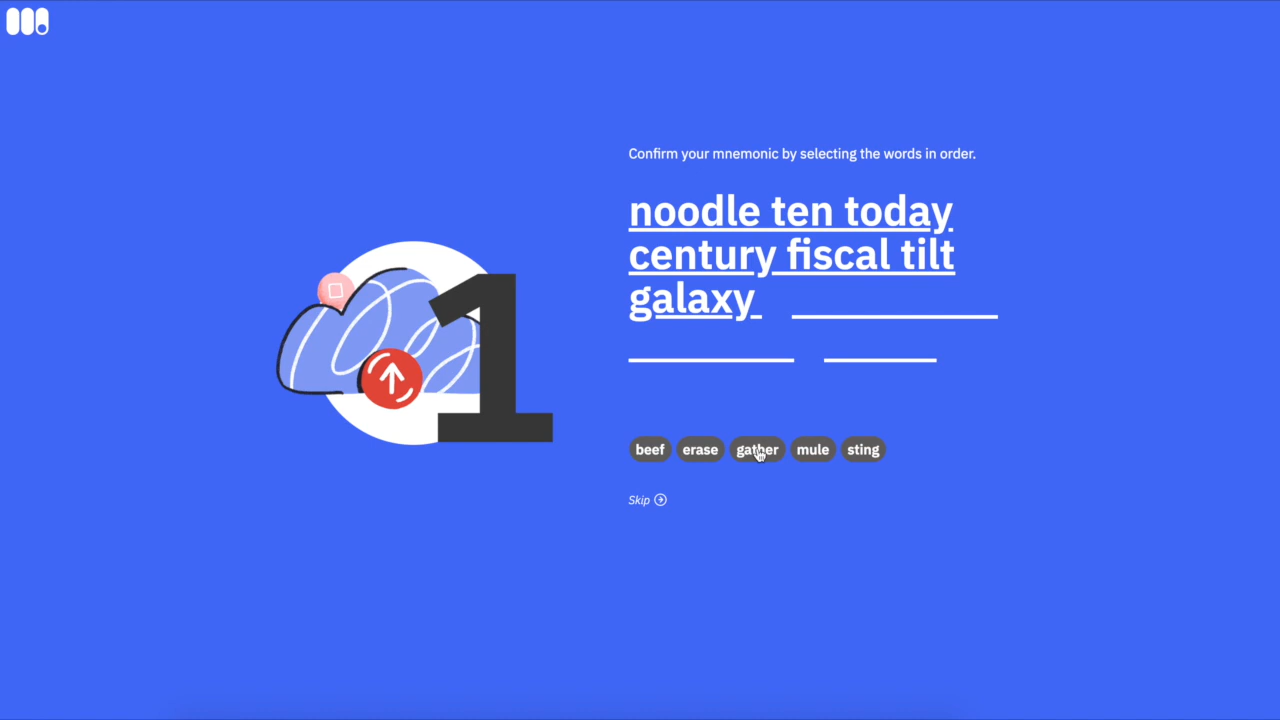 Confirm your mnemonic by selecting the words in order.
noodle ten today
century fiscal tilt
galaxy
1
beef erase gather mule sting
Skip